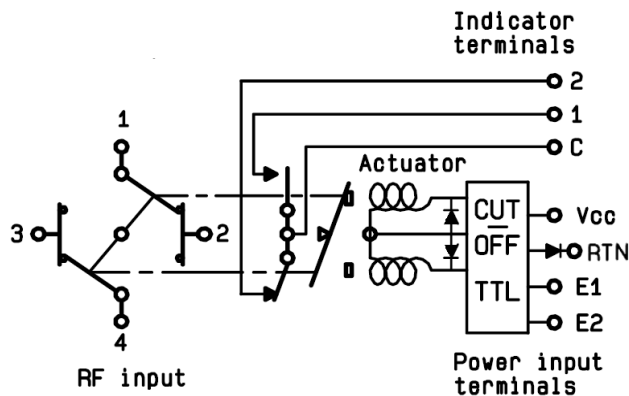 Indicator
terminals
2
1
1
C
Actuator
CUT
Vcc
3
2
OFF
RTN
TTL
E1
4
E2
RF input
Power input
terminals